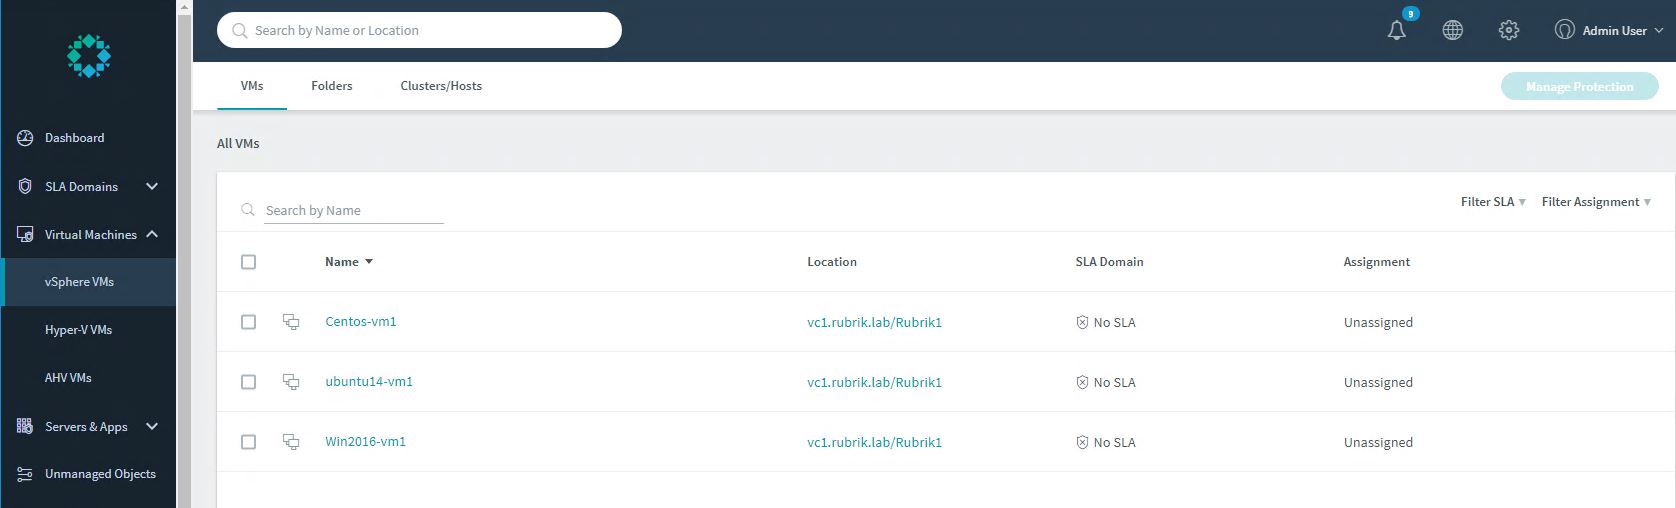 Search by Name or Location
9
Admin User
VMs
Folders
Clusters/Hosts
Manage Protection
Dashboard
SLA Domains
Virtual Machines
vSphere VMs
Hyper-V VMs
AHV VMs
Servers & Apps
Unmanaged Objects
All VMs
Search by Name
Filter SLA
Filter Assignment
Name Location SLA Domain Assignment
Centos-vm1 vc1.rubrik.lab/Rubrik1 No SLA Unassigned
ubuntu14-vm1 vc1.rubrik.lab/Rubrik1 No SLA Unassigned
Win2016-vm1 vc1.rubrik.lab/Rubrik1 No SLA Unassigned